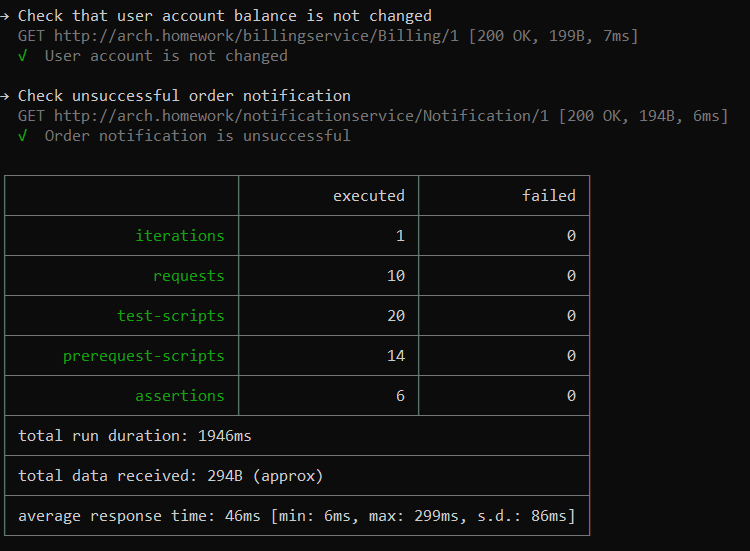 → Check that user account balance is not changed
GET http://arch.homework/billingservice/Billing/1 [200 OK, 199B, 7ms]
√ User account is not changed
→ Check unsuccessful order notification
GET http://arch.homework/notificationservice/Notification/1 [200 OK, 194B, 6ms]
√ Order notification is unsuccessful
executed failed
iterations 1 0
requests 10 0
test-scripts 20 0
prerequest-scripts 14 0
assertions 6 0
total run duration: 1946ms
total data received: 294B (approx)
average response time: 46ms [min: 6ms, max: 299ms, s.d.: 86ms]